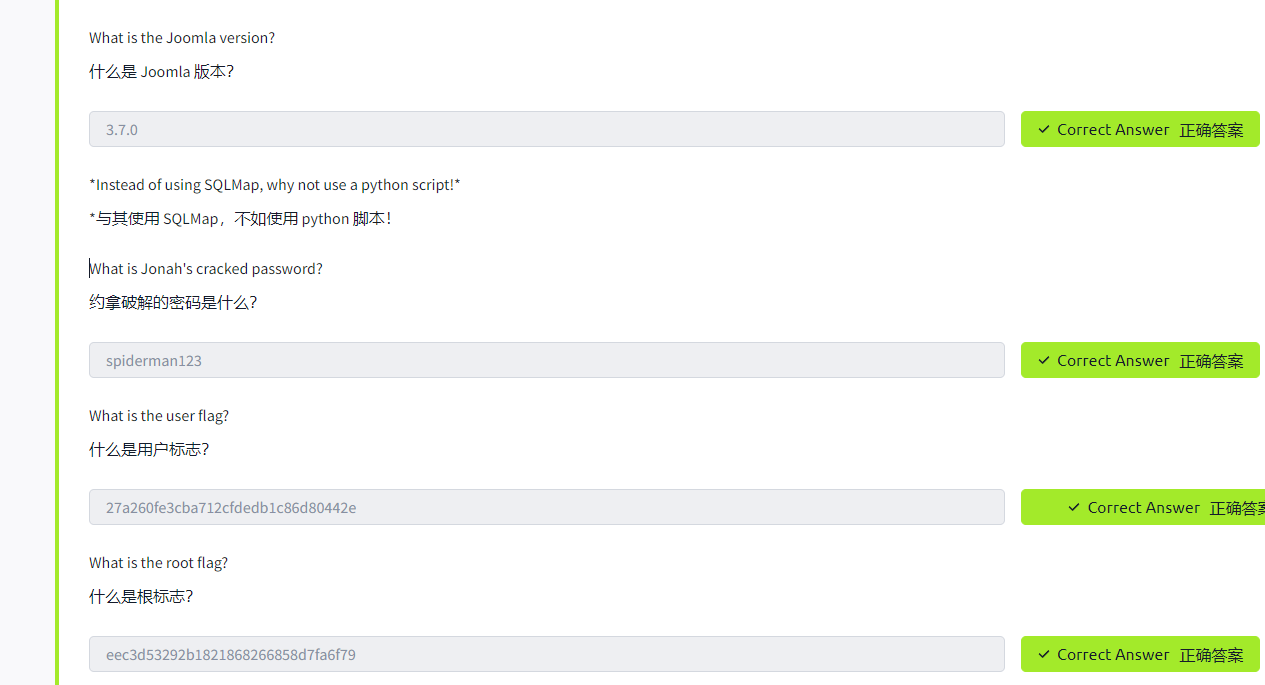 What is the Joomla version?
什么是 Joomla 版本？
3.7.0
Correct Answer 正确答案
*Instead of using SQLMap, why not use a python script!*
*与其使用 SQLMap，不如使用 python 脚本！
What is Jonah's cracked password?
约拿破解的密码是什么？
spiderman123
Correct Answer 正确答案
What is the user flag?
什么是用户标志？
27a260fe3cba712cfdedb1c86d80442e
Correct Answer 正确答案
What is the root flag?
什么是根标志？
eec3d53292b1821868266858d7fa6f79
Correct Answer 正确答案